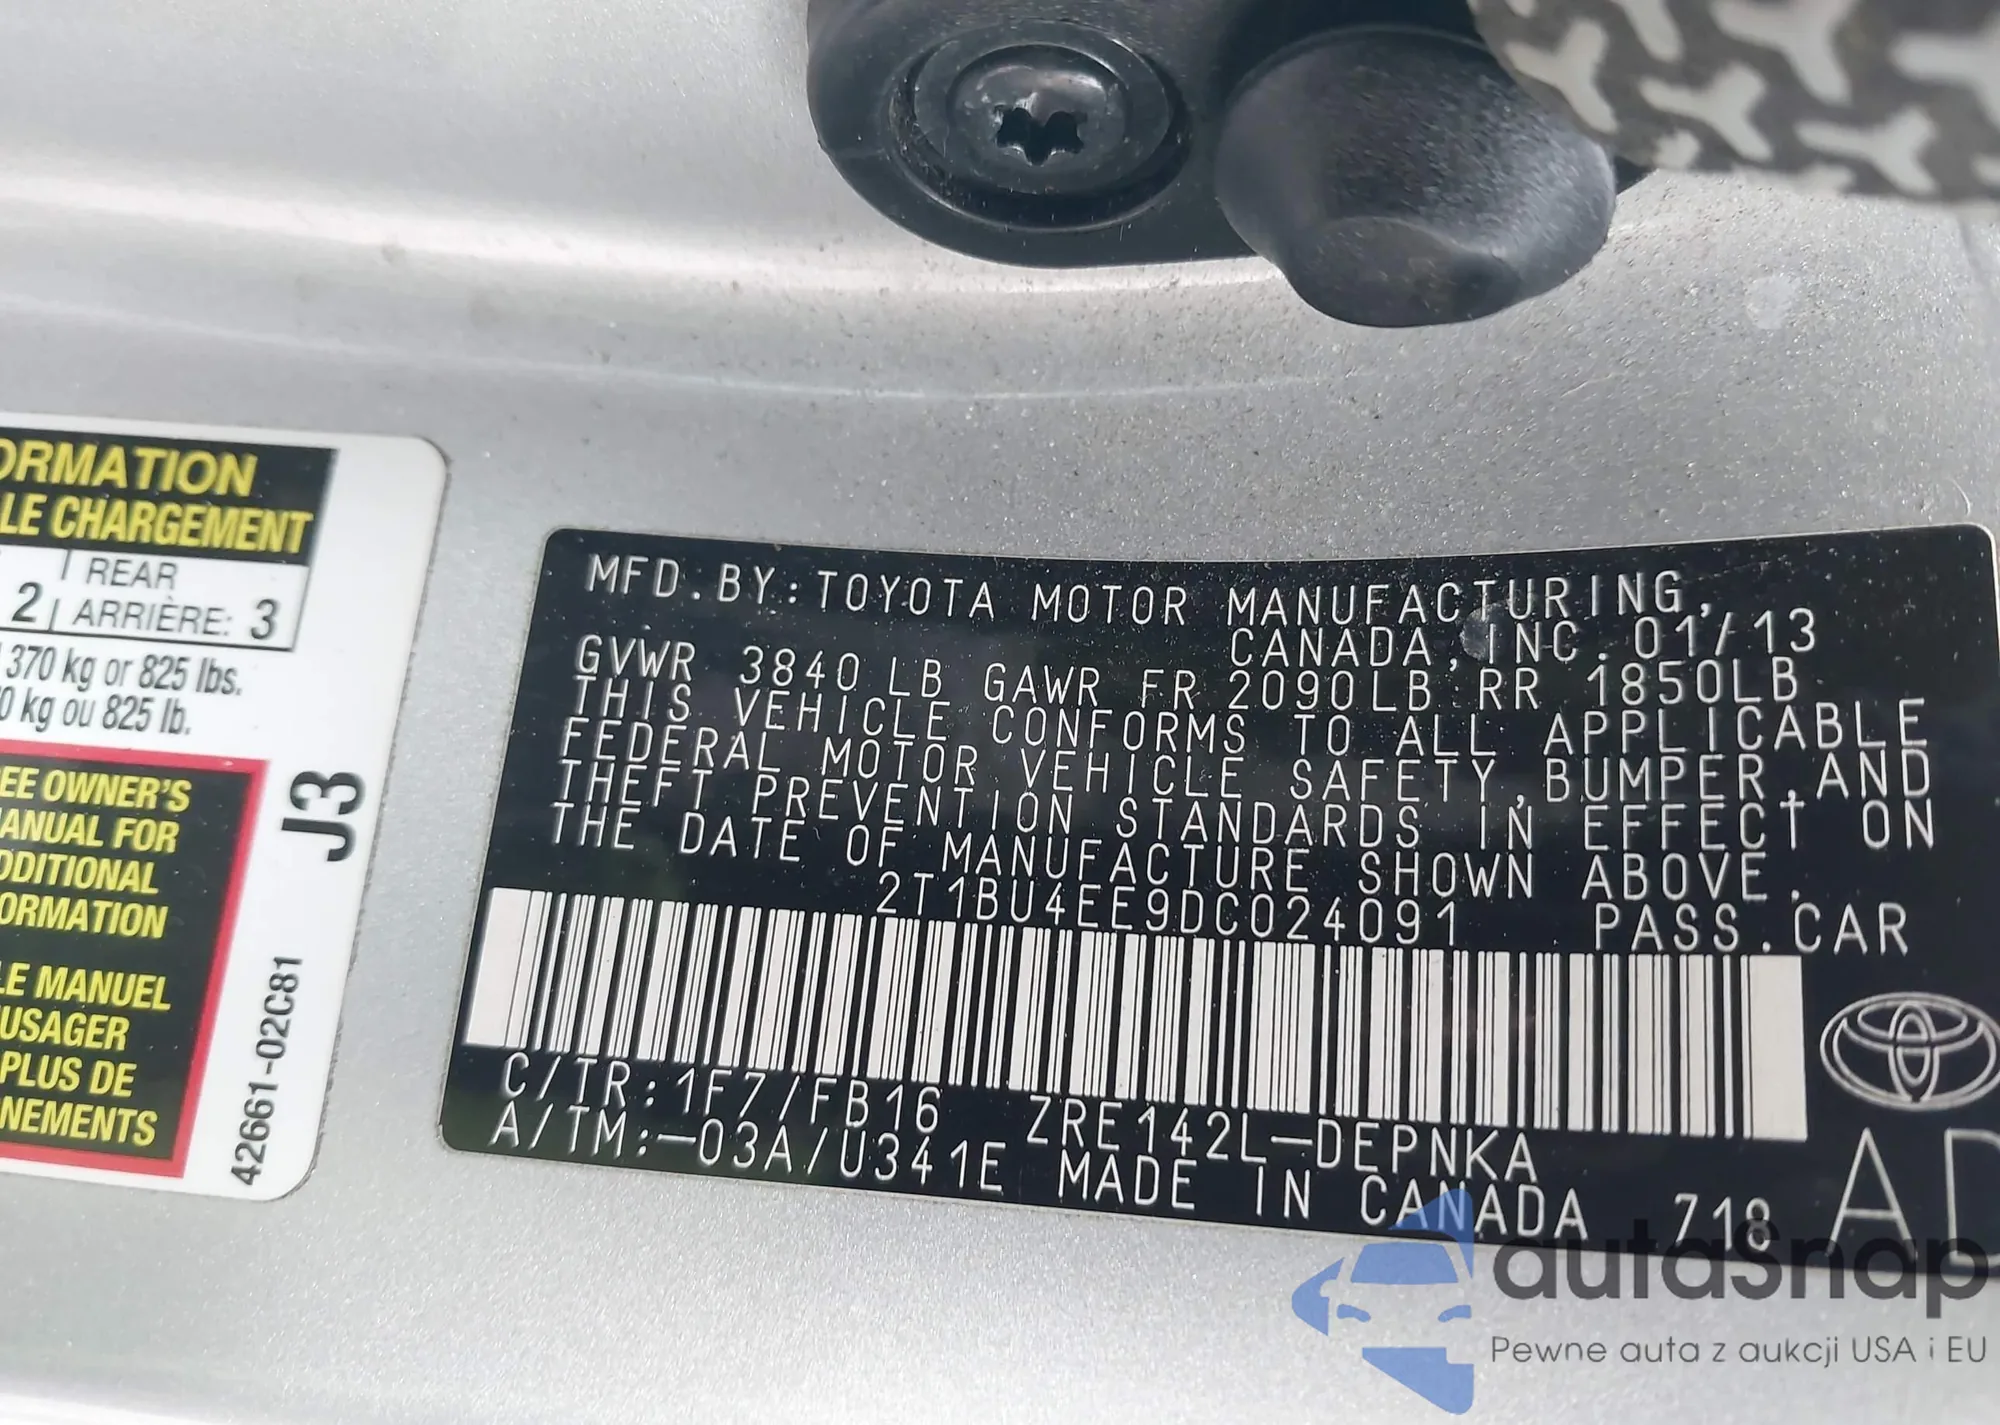 ORMATION
LE CHARGEMENT
2 REAR
ARRIÈRE: 3
370 kg or 825 lbs.
0 kg ou 825 lb.
EE OWNER'S
ANUAL FOR
DDITIONAL
ORMATION
LE MANUEL
USAGER
PLUS DE
NEMENTS
J3
42661-02C81
MFD.BY:TOYOTA MOTOR MANUFACTURING,
CANADA, INC. 01/13
GVWR 3840 LB GAWR FR 2090LB RR 1850LB
THIS VEHICLE CONFORMS TO ALL APPLICABLE
FEDERAL MOTOR VEHICLE SAFETY,BUMPER,AND
THEFT PREVENTION STANDARDS IN EFFECT ON
THE DATE OF MANUFACTURE SHOWN ABOVE.
2T1BU4EE9DC024091 PASS.CAR
C/TR:1F7/FB16 ZRE142L-DEPNKA
A/TM:-03A/U341E MADE IN CANADA 718
AD
autaSnap
Pewne auta z aukcji USA i EU